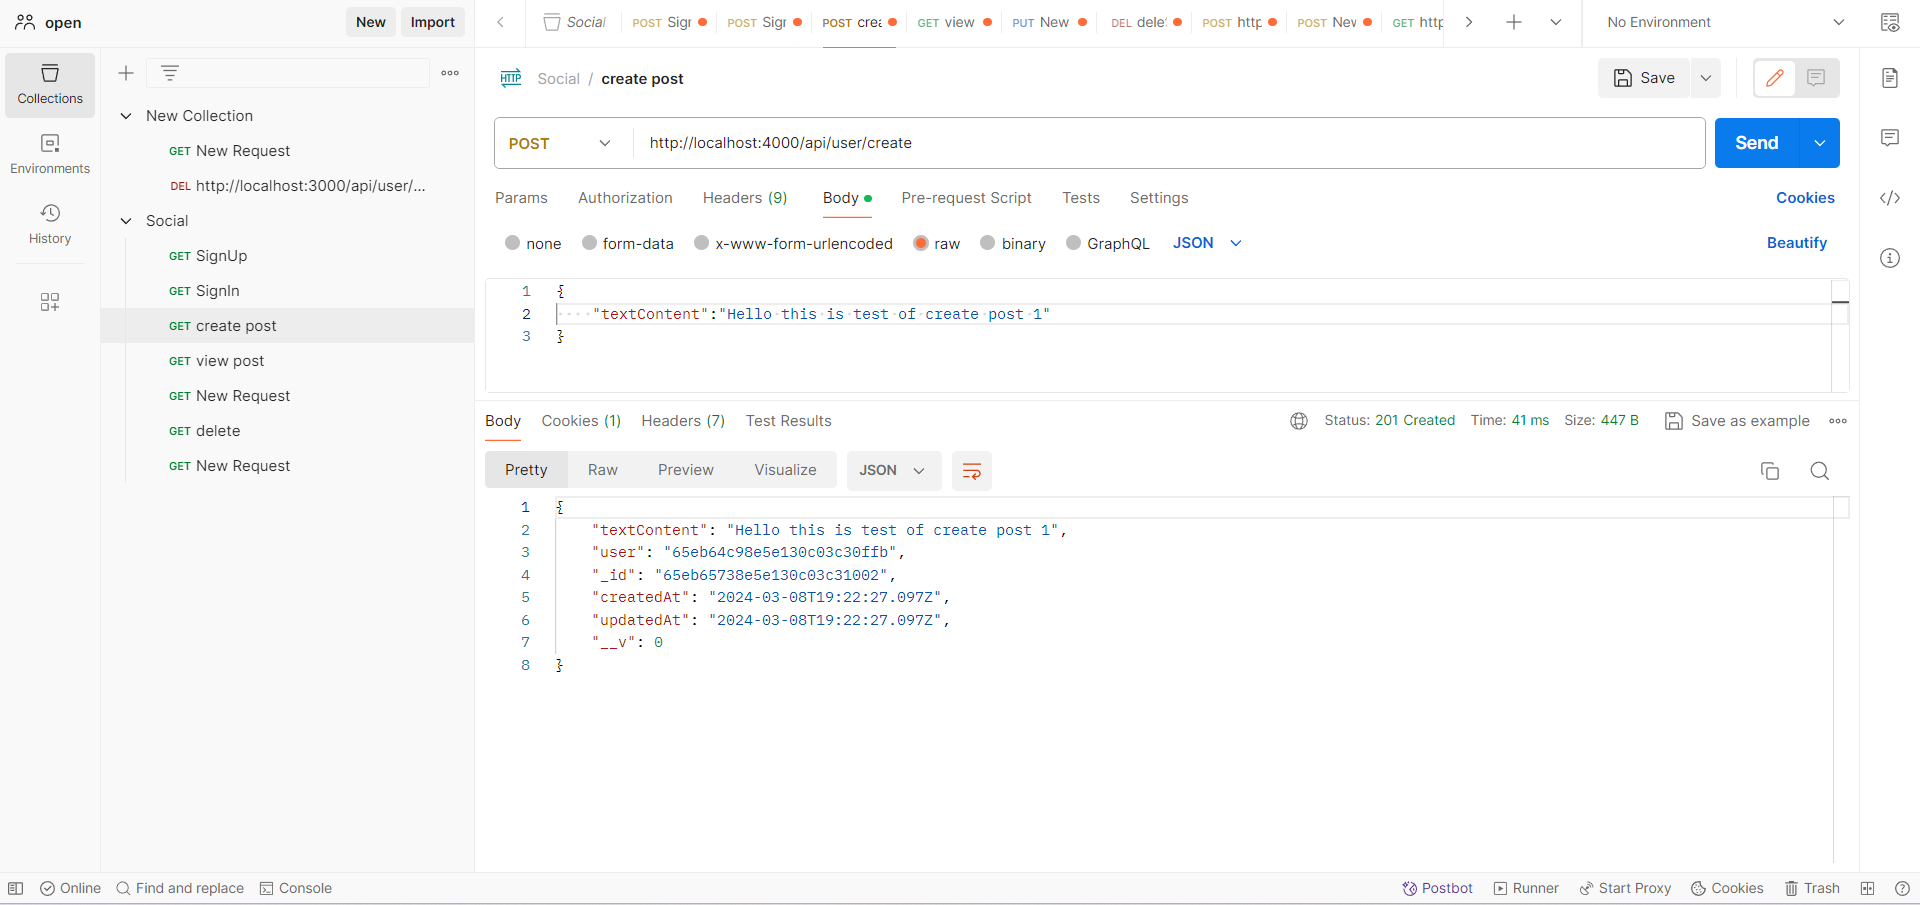 open
New
Import
Social
POST Sigr
POST Sigr
POST crea
GET view
PUT New
DEL dele
POST http
POST Nev
GET http
No Environment
Collections
Environments
History
New Collection
GET New Request
DEL http://localhost:3000/api/user/...
Social
GET SignUp
GET SignIn
GET create post
GET view post
GET New Request
GET delete
GET New Request
HTTP Social / create post
Save
POST http://localhost:4000/api/user/create
Send
Params Authorization Headers (9) Body Pre-request Script Tests Settings Cookies
none form-data x-www-form-urlencoded raw binary GraphQL JSON Beautify
1 {
2 ····"textContent":"Hello·this·is·test·of·create·post·1"
3 }
Body Cookies (1) Headers (7) Test Results Status: 201 Created Time: 41 ms Size: 447 B Save as example
Pretty Raw Preview Visualize JSON
1 {
2 "textContent": "Hello this is test of create post 1",
3 "user": "65eb64c98e5e130c03c30ffb",
4 "_id": "65eb65738e5e130c03c31002",
5 "createdAt": "2024-03-08T19:22:27.097Z",
6 "updatedAt": "2024-03-08T19:22:27.097Z",
7 "__v": 0
8 }
Online Find and replace Console Postbot Runner Start Proxy Cookies Trash